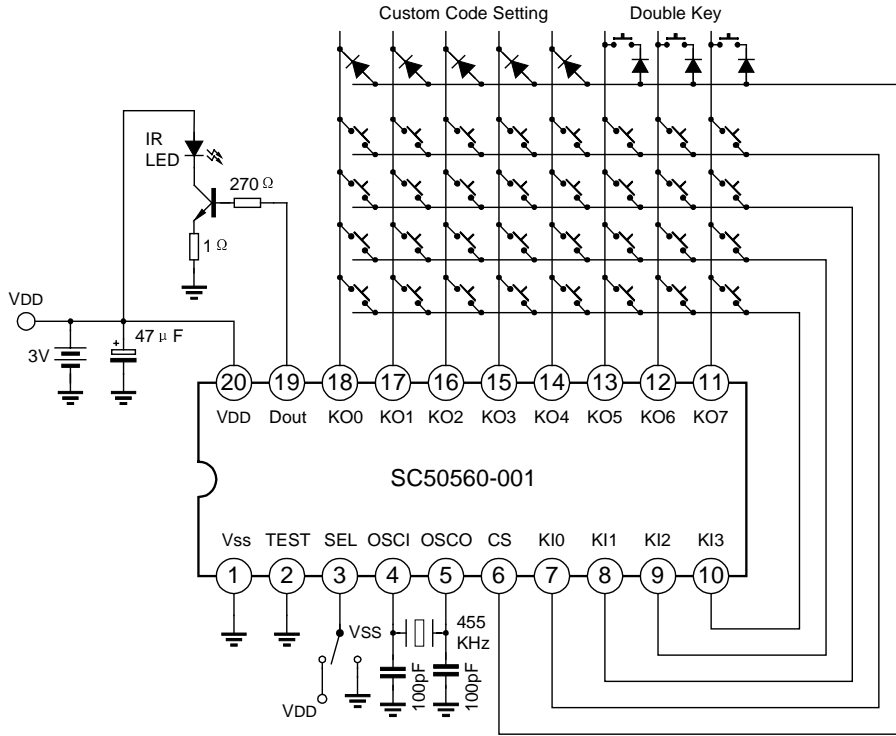 Custom Code Setting
Double Key
IR
LED
270 Ω
1 Ω
VDD
3V
+
47 μ F
20 19 18 17 16 15 14 13 12 11
VDD Dout KO0 KO1 KO2 KO3 KO4 KO5 KO6 KO7
SC50560-001
Vss TEST SEL OSCI OSCO CS KI0 KI1 KI2 KI3
1 2 3 4 5 6 7 8 9 10
VSS
455
KHz
100pF
100pF
VDD